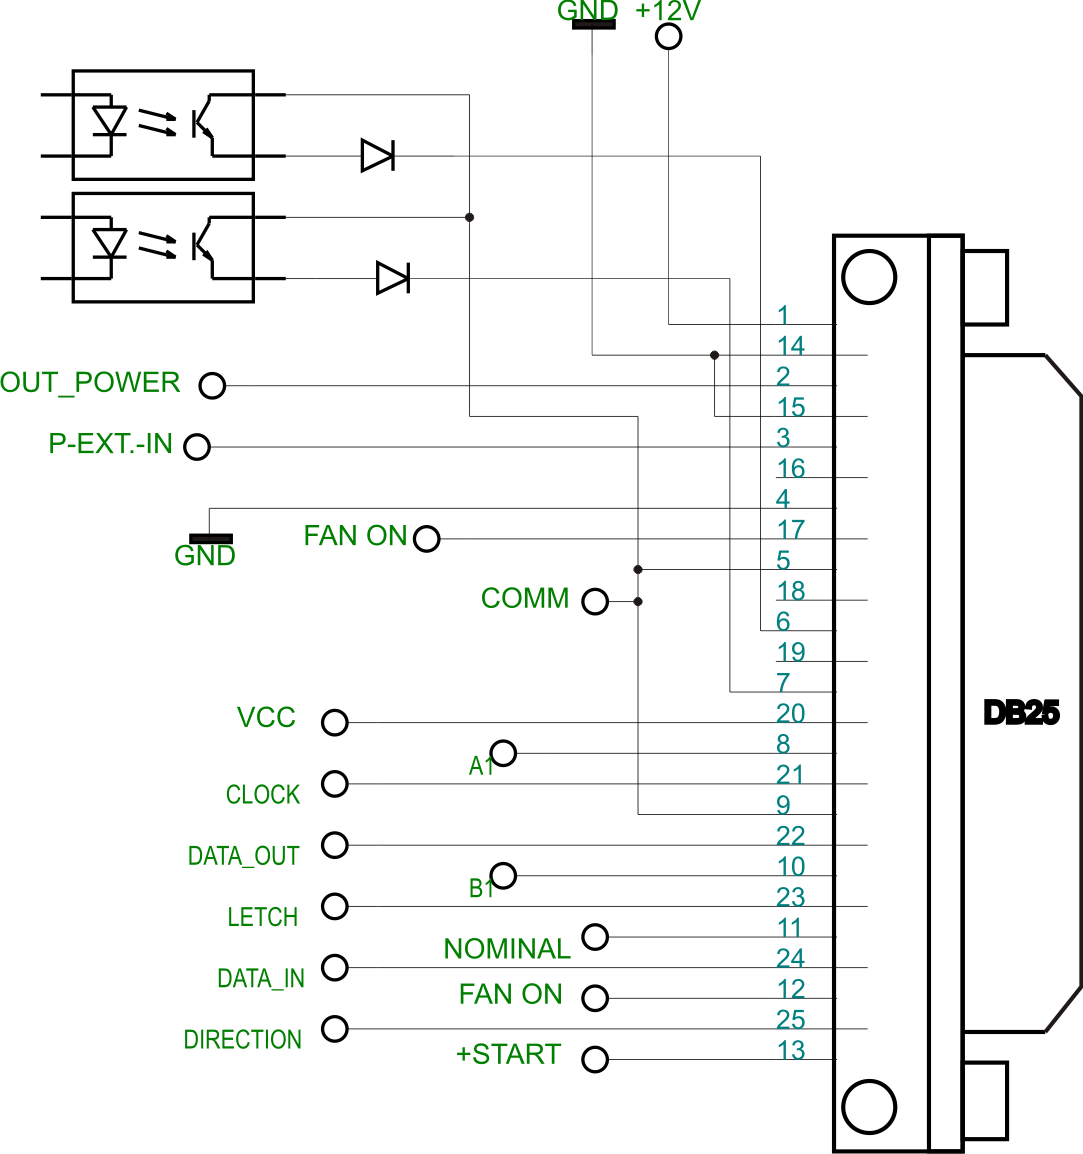 GND +12V
1
14
OUT_POWER 2
15
P-EXT.-IN 3
16
4
FAN ON 17
GND
5
COMM 18
6
19
7
VCC 20
A1 8
CLOCK 21
9
DATA_OUT 22
B1 10
LETCH 23
NOMINAL 11
DATA_IN 24
FAN ON 12
DIRECTION 25
+START 13
DB25